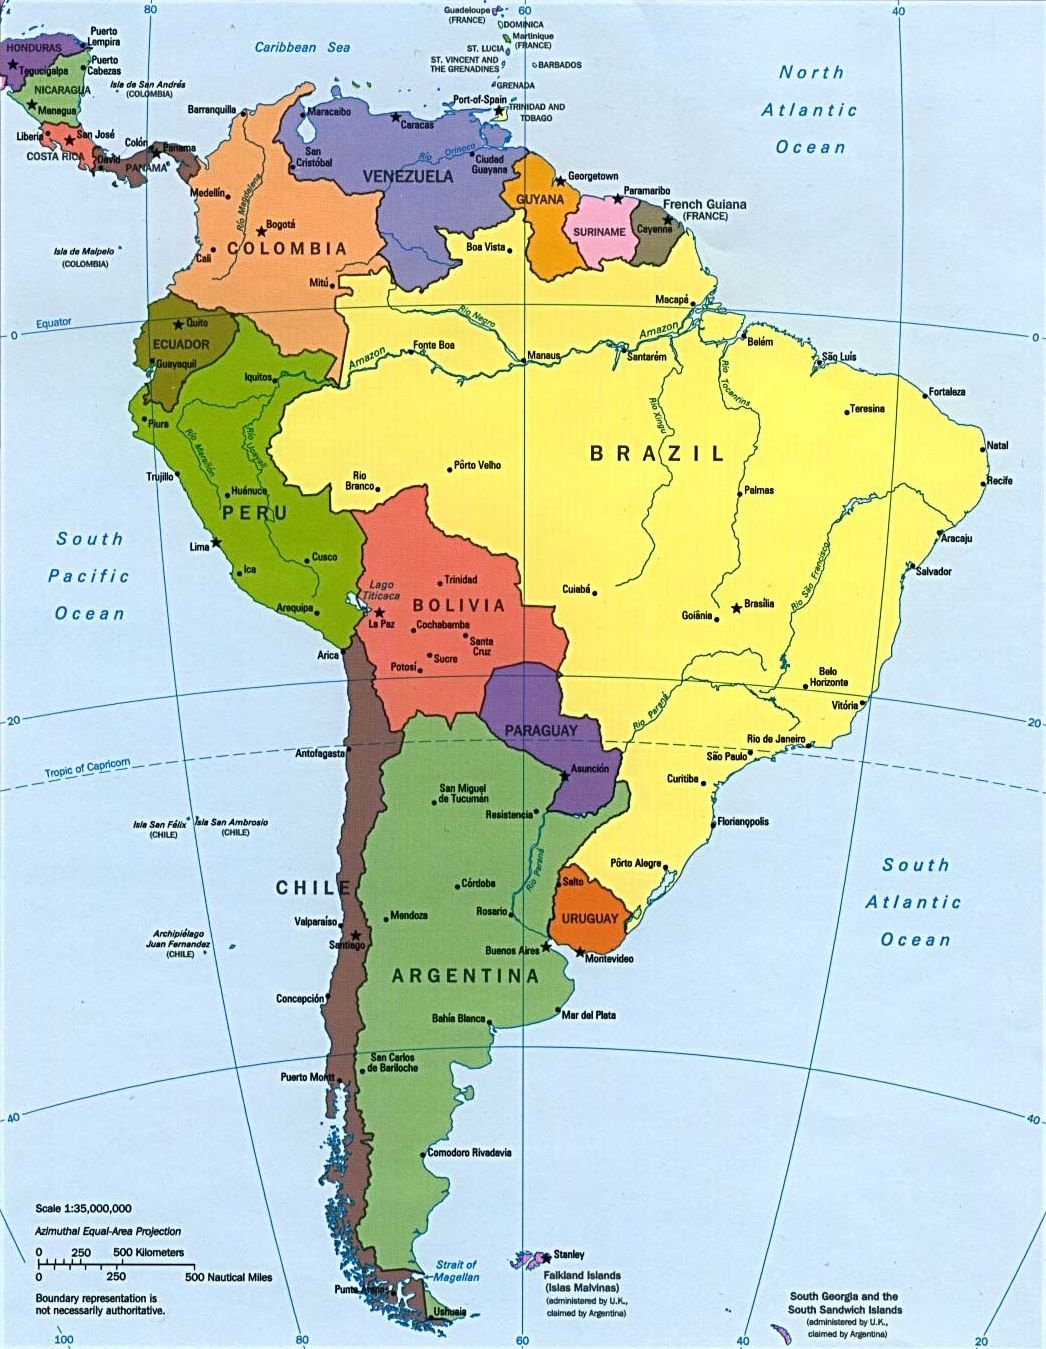 80
60
40
Guadeloupe
(FRANCE)
DOMINICA
Martinique
(FRANCE)
ST. LUCIA
ST. VINCENT AND
THE GRENADINES
BARBADOS
GRENADA
Port-of-Spain
TRINIDAD AND
TOBAGO
Caribbean Sea
North
Atlantic
Ocean
Puerto
Lempira
HONDURAS
Tegucigalpa
Puerto
Cabezas
NICARAGUA
Isla de San Andrés
(COLOMBIA)
Managua
Liberia
San José
COSTA RICA
Colón
Panama
David
PANAMA
Barranquilla
Maracaibo
Caracas
San
Cristóbal
Río Orinoco
Ciudad
Guayana
VENEZUELA
Georgetown
GUYANA
Paramaribo
SURINAME
French Guiana
(FRANCE)
Cayenne
Medellín
Río Magdalena
Bogotá
COLOMBIA
Cali
Mitú
Isla de Malpelo
(COLOMBIA)
Boa Vista
Macapá
Equator
0
0
Quito
ECUADOR
Guayaquil
Rio Negro
Amazon
Fonte Boa
Manaus
Amazon
Santarém
Belém
São Luís
Iquitos
Fortaleza
Teresina
Rio Tocantins
Rio Xingu
Natal
Recife
Piura
Río Marañón
Río Ucayali
BRAZIL
Pôrto Velho
Rio
Branco
Palmas
Trujillo
Huánuco
PERU
Lima
Cusco
Ica
Arequipa
South
Pacific
Ocean
Aracaju
Salvador
Rio São Francisco
Lago
Titicaca
La Paz
Trinidad
BOLIVIA
Cochabamba
Santa
Cruz
Sucre
Potosí
Cuiabá
Goiânia
Brasília
Arica
Belo
Horizonte
Vitória
20
20
Rio Paraná
PARAGUAY
Asunción
Rio de Janeiro
São Paulo
Curitiba
Florianopolis
Tropic of Capricorn
Antofagasta
San Miguel
de Tucumán
Resistencia
Isla San Félix
(CHILE)
Isla San Ambrosio
(CHILE)
Río Paraná
Pôrto Alegre
Salto
URUGUAY
Montevideo
CHILE
Córdoba
Rosario
Mendoza
Valparaíso
Santiago
Buenos Aires
ARGENTINA
Archipiélago
Juan Fernandez
(CHILE)
South
Atlantic
Ocean
Concepción
Bahía Blanca
Mar del Plata
San Carlos
de Bariloche
Puerto Montt
40
40
Comodoro Rivadavia
Scale 1:35,000,000
Azimuthal Equal-Area Projection
0 250 500 Kilometers
0 250 500 Nautical Miles
Boundary representation is
not necessarily authoritative.
Strait of
Magellan
Punta Arenas
Ushuaia
Stanley
Falkland Islands
(Islas Malvinas)
(administered by U.K.,
claimed by Argentina)
South Georgia and the
South Sandwich Islands
(administered by U.K.,
claimed by Argentina)
100
80
60
40
20